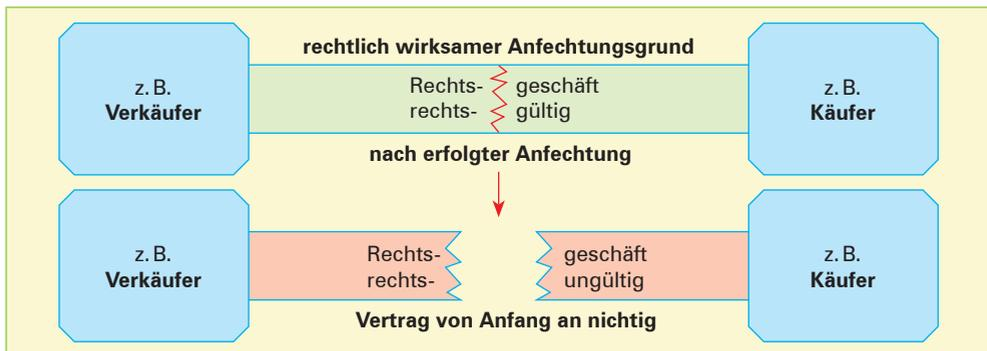 rechtlich wirksamer Anfechtungsgrund
z. B.
Verkäufer
Rechts- geschäft
rechts- gültig
z. B.
Käufer
nach erfolgter Anfechtung
z. B.
Verkäufer
Rechts- geschäft
rechts- ungültig
z. B.
Käufer
Vertrag von Anfang an nichtig